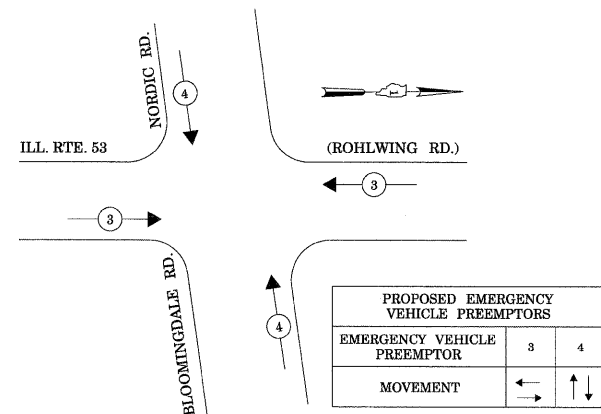 NORDIC RD.
4
ILL. RTE. 53
(ROHLWING RD.)
3
3
BLOOMINGDALE RD.
4
PROPOSED EMERGENCY
VEHICLE PREEMPTORS
EMERGENCY VEHICLE
PREEMPTOR
3
4
MOVEMENT